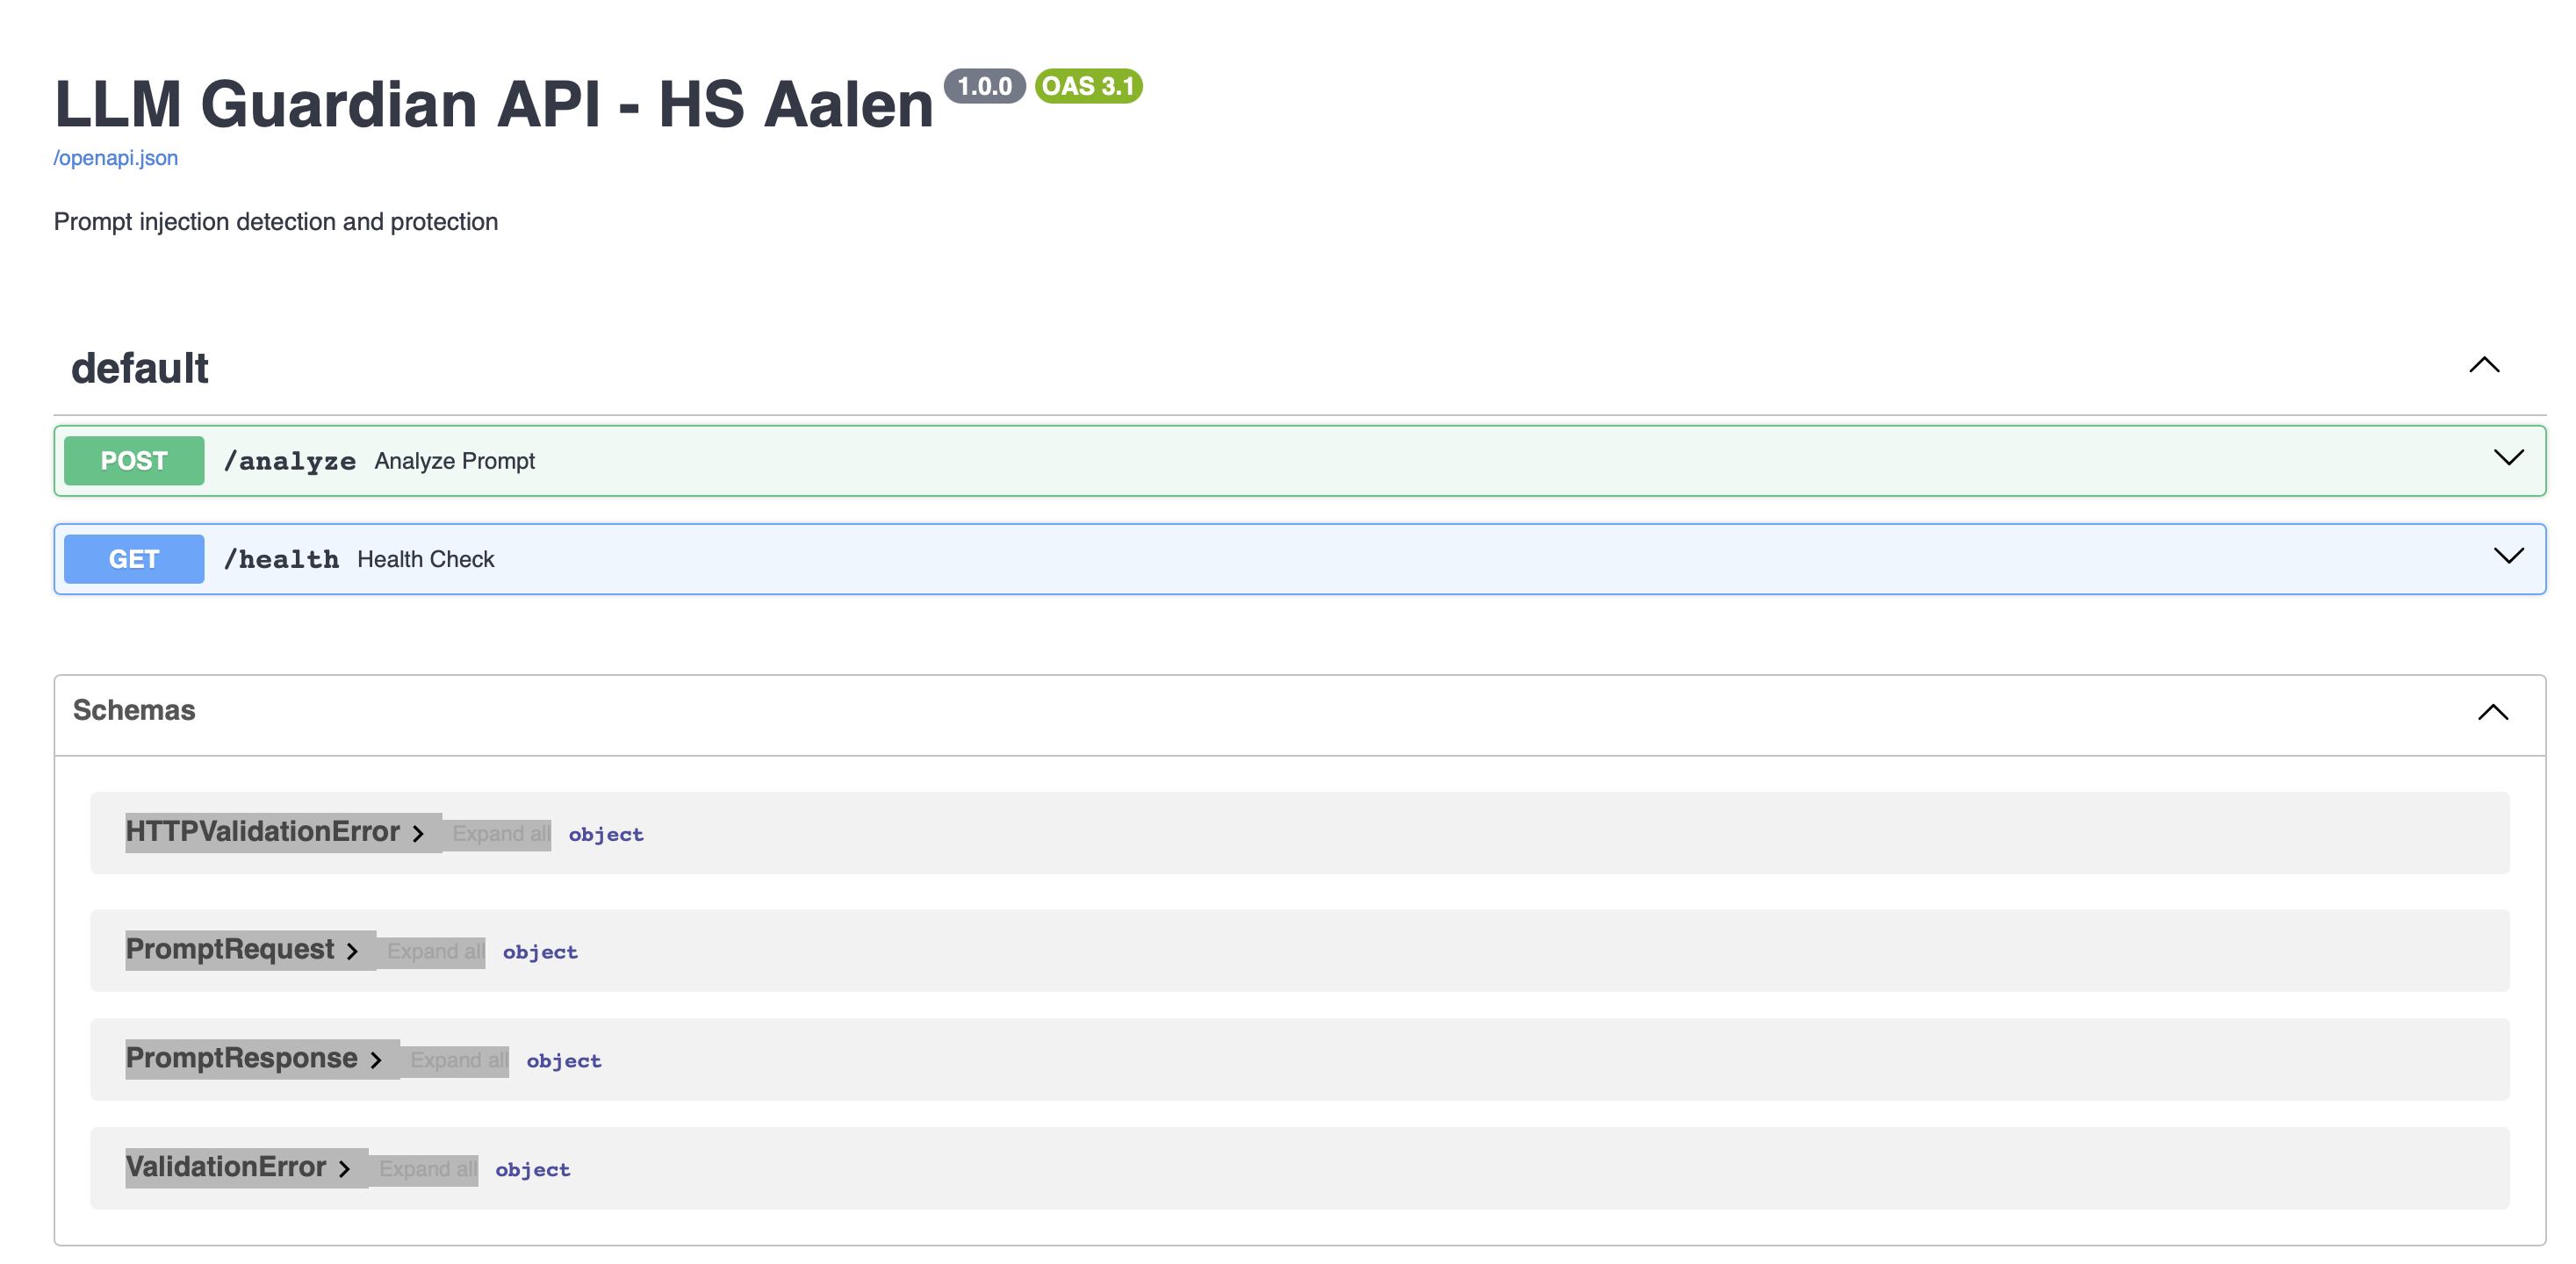 LLM Guardian API - HS Aalen 1.0.0 OAS 3.1
/openapi.json
Prompt injection detection and protection
default
POST /analyze Analyze Prompt
GET /health Health Check
Schemas
HTTPValidationError Expand all object
PromptRequest Expand all object
PromptResponse Expand all object
ValidationError Expand all object